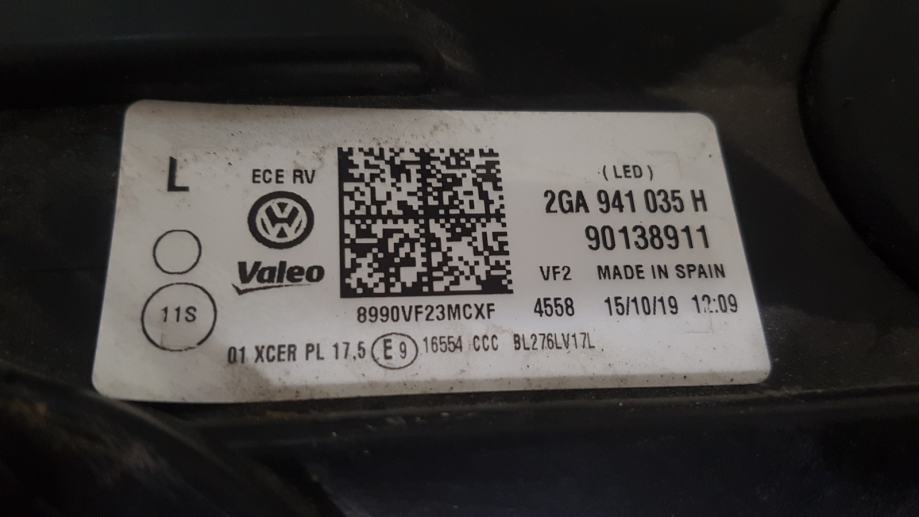 L
ECE RV
Valeo
11S
8990VF23MCXF
(LED)
2GA 941 035 H
90138911
VF2 MADE IN SPAIN
4558 15/10/19 12:09
01 XCER PL 17,5 E9 16554 CCC BL276LV17L